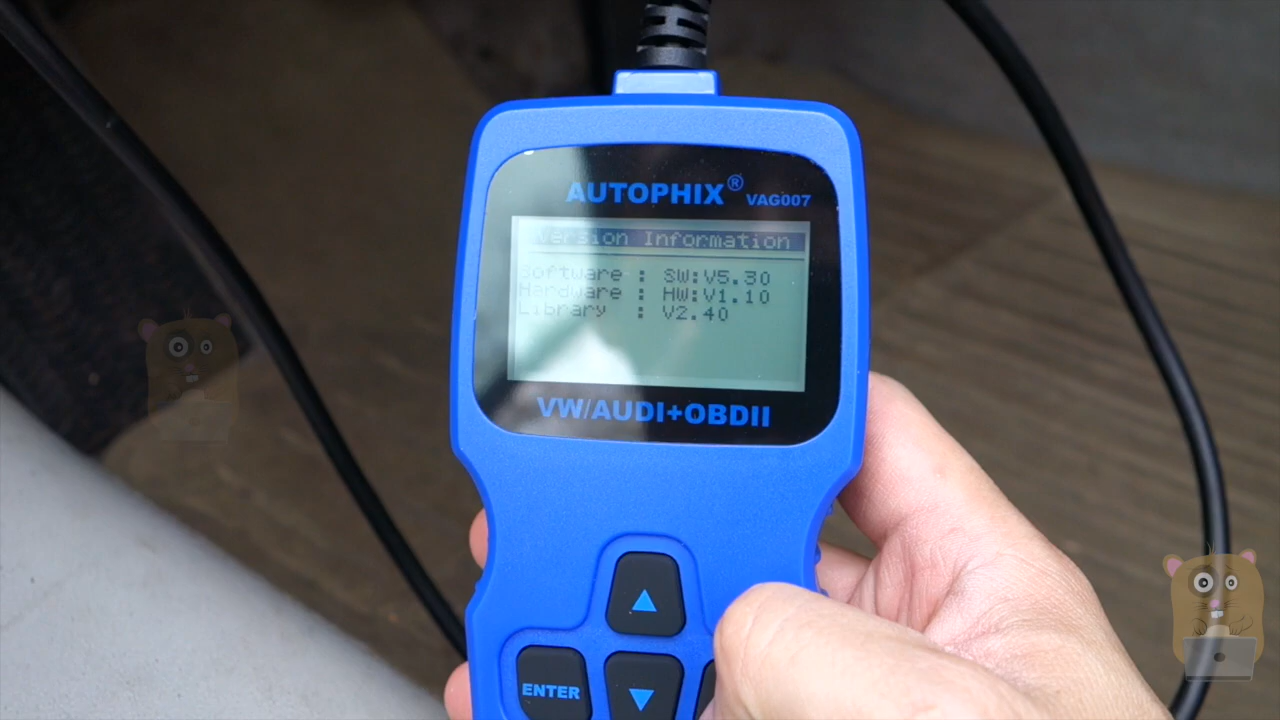 AUTOPHIX® VAG007
Version Information
Software : SW:V5.30
Hardware : HW:V1.10
Library : V2.40
VW/AUDI+OBDII
ENTER